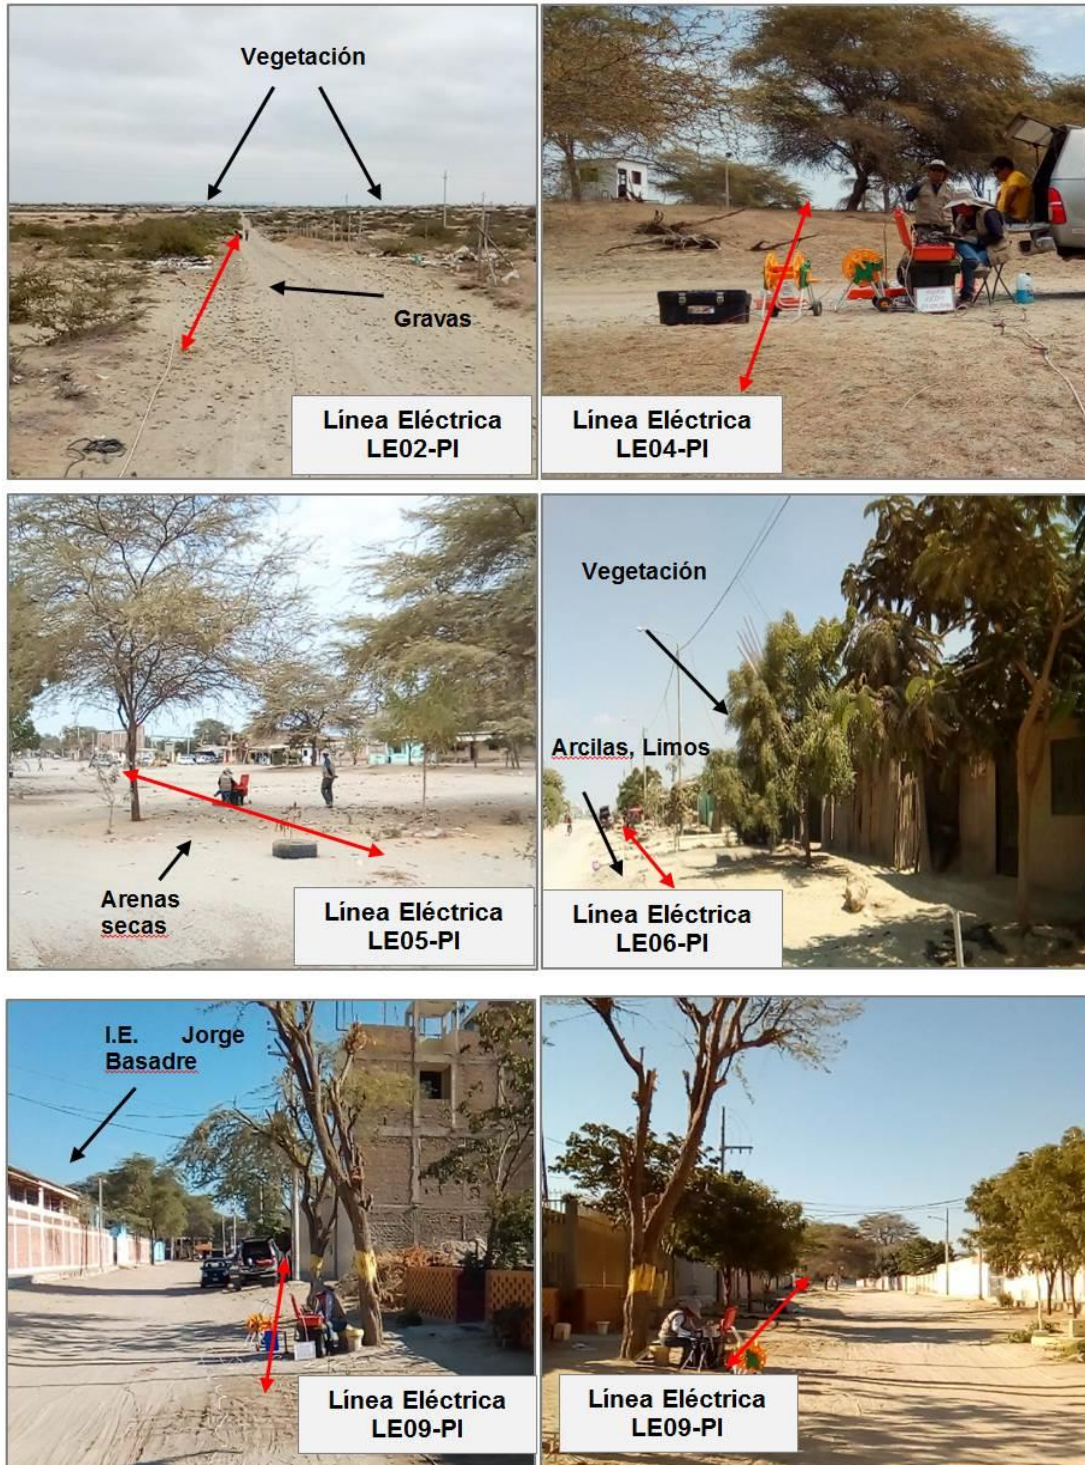 Vegetación
Gravas
Línea Eléctrica
LE02-PI
Línea Eléctrica
LE04-PI
Arenas
secas
Línea Eléctrica
LE05-PI
Vegetación
Arcilas, Limos
Línea Eléctrica
LE06-PI
I.E. Jorge
Basadre
Línea Eléctrica
LE09-PI
Línea Eléctrica
LE09-PI